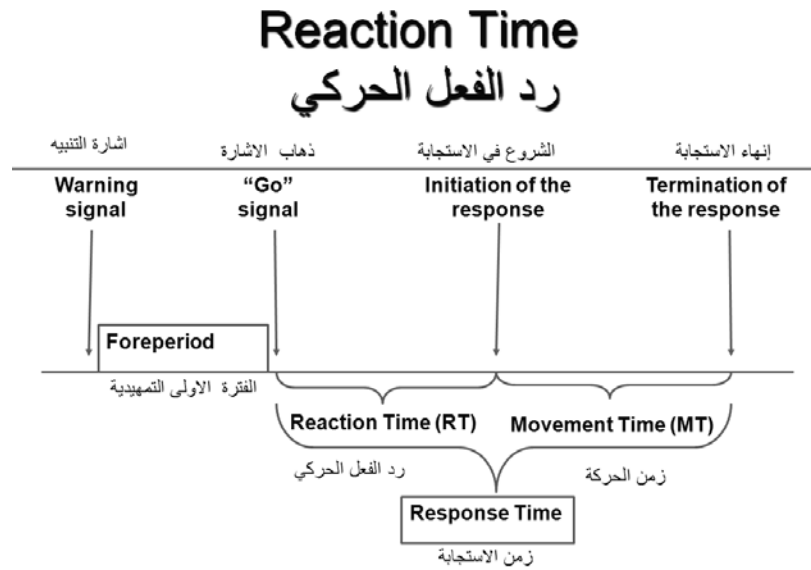 Reaction Time
رد الفعل الحركي
اشارة التنبيه
ذهاب الاشارة
الشروع في الاستجابة
إنهاء الاستجابة
Warning
signal
“Go”
signal
Initiation of the
response
Termination of
the response
Foreperiod
الفترة الاولى التمهيدية
Reaction Time (RT)
Movement Time (MT)
رد الفعل الحركي
زمن الحركة
Response Time
زمن الاستجابة